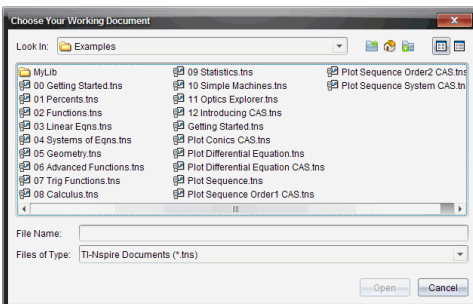 Choose Your Working Document
Look In: Examples
MyLib
00 Getting Started.tns
01 Percents.tns
02 Functions.tns
03 Linear Eqns.tns
04 Systems of Eqns.tns
05 Geometry.tns
06 Advanced Functions.tns
07 Trig Functions.tns
08 Calculus.tns
09 Statistics.tns
10 Simple Machines.tns
11 Optics Explorer.tns
12 Introducing CAS.tns
Getting Started.tns
Plot Conics CAS.tns
Plot Differential Equation.tns
Plot Differential Equation CAS.tns
Plot Sequence.tns
Plot Sequence Order1 CAS.tns
Plot Sequence Order2 CAS.tns
Plot Sequence System CAS.tn
File Name:
Files of Type: TI-Nspire Documents (*.tns)
Open Cancel